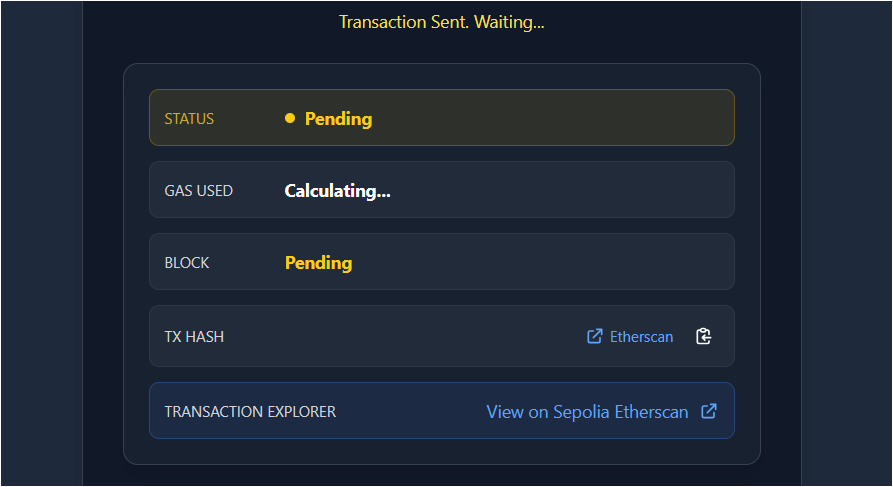 Transaction Sent. Waiting...
STATUS Pending
GAS USED Calculating...
BLOCK Pending
TX HASH Etherscan
TRANSACTION EXPLORER View on Sepolia Etherscan